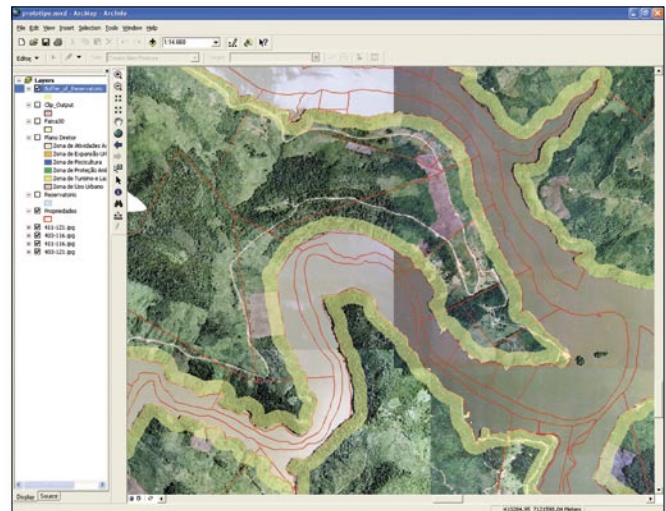 prototipo.mxd - ArcMap - ArcInfo
File Edit View Insert Selection Tools Window Help
1:14.000
Editor
Layers
Buffer_of_Reservatorio
Clip_Output
Faixa30
Plano Diretor
Zona de Atividades A
Zona de Expansão Ur
Zona de Piscicultura
Zona de Proteção Am
Zona de Turismo e La
Zona de Uso Urbano
Reservatorio
Propriedades
411-121.jpg
403-116.jpg
411-116.jpg
403-121.jpg
Display Source